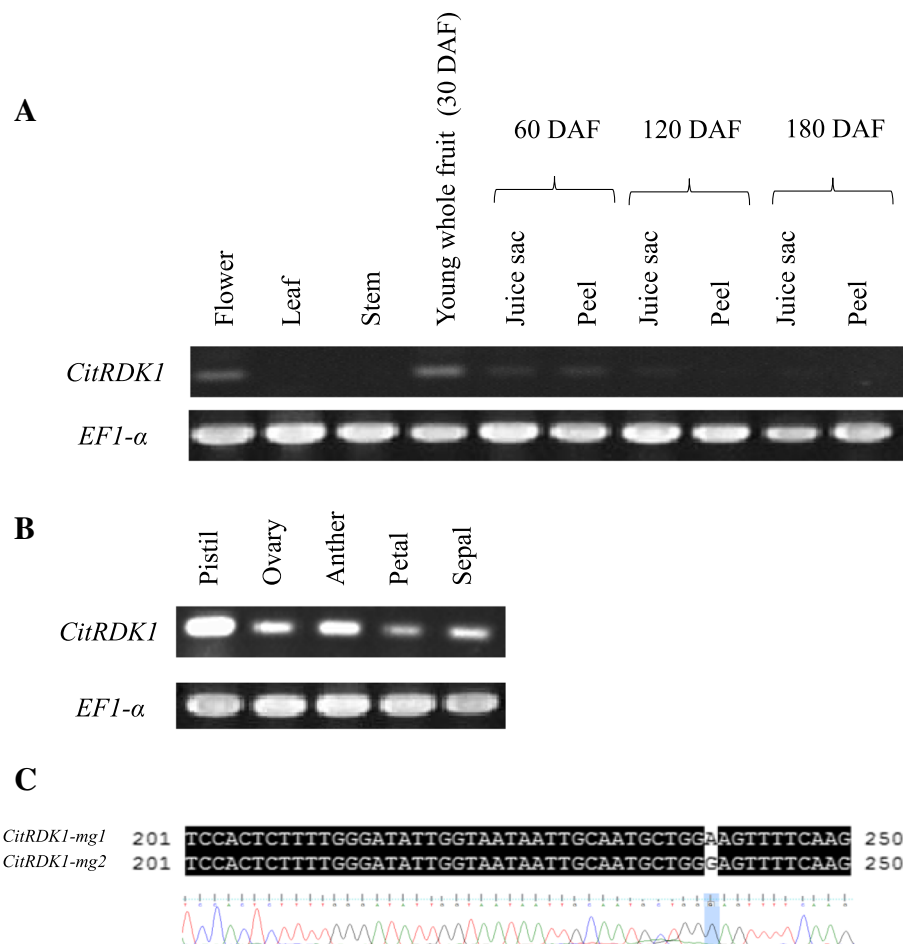 A
60 DAF 120 DAF 180 DAF
Flower
Leaf
Stem
Young whole fruit (30 DAF)
Juice sac
Peel
Juice sac
Peel
Juice sac
Peel
CitRDK1
EF1-α
B
Pistil
Ovary
Anther
Petal
Sepal
CitRDK1
EF1-α
C
CitRDK1-mg1 201 TCCACTCTTTTGGGATATTGGTAATAATTGCAATGCTGGAAGTTTTCAAG 250
CitRDK1-mg2 201 TCCACTCTTTTGGGATATTGGTAATAATTGCAATGCTGGGAGTTTTCAAG 250